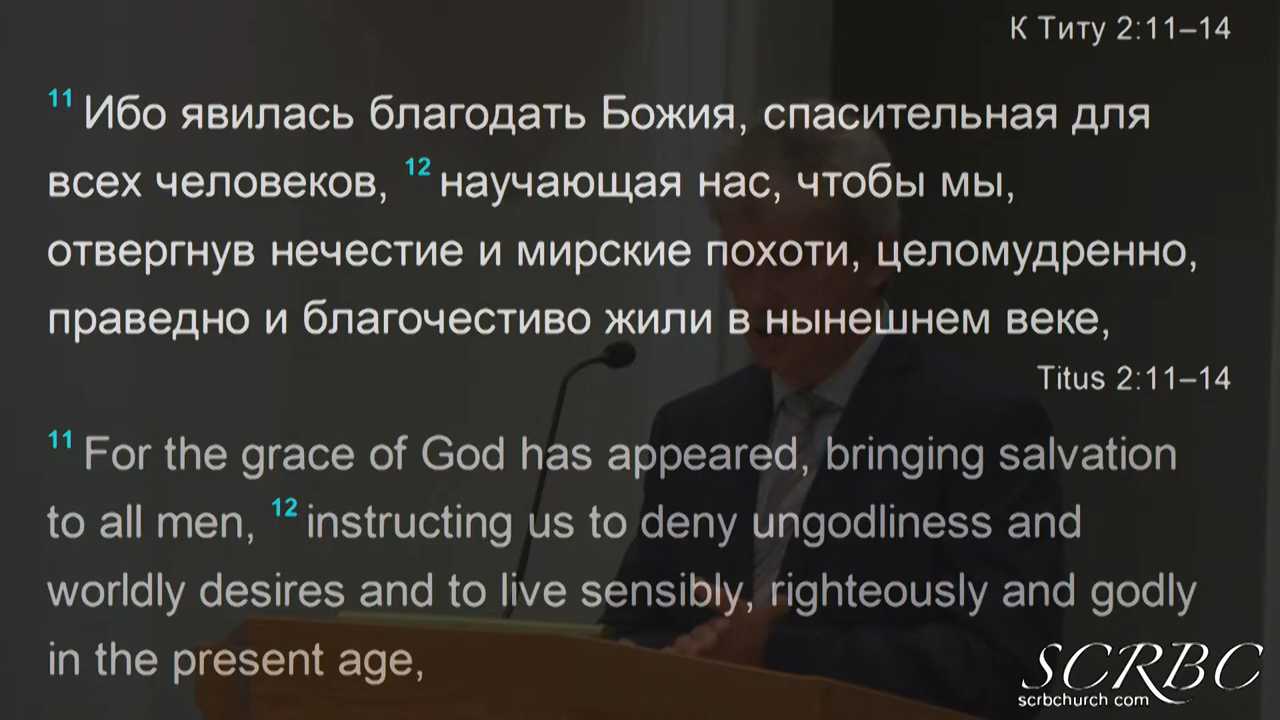 К Титу 2:11–14
11 Ибо явилась благодать Божия, спасительная для
всех человеков, 12 научающая нас, чтобы мы,
отвергнув нечестие и мирские похоти, целомудренно,
праведно и благочестиво жили в нынешнем веке,
Titus 2:11–14
11 For the grace of God has appeared, bringing salvation
to all men, 12 instructing us to deny ungodliness and
worldly desires and to live sensibly, righteously and godly
in the present age,
SCRBC
scrbchurch com